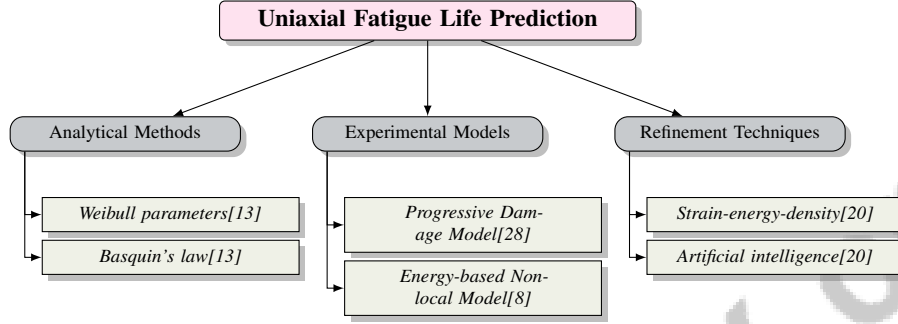 Uniaxial Fatigue Life Prediction
Analytical Methods
Experimental Models
Refinement Techniques
Weibull parameters[13]
Basquin's law[13]
Progressive Dam-
age Model[28]
Energy-based Non-
local Model[8]
Strain-energy-density[20]
Artificial intelligence[20]